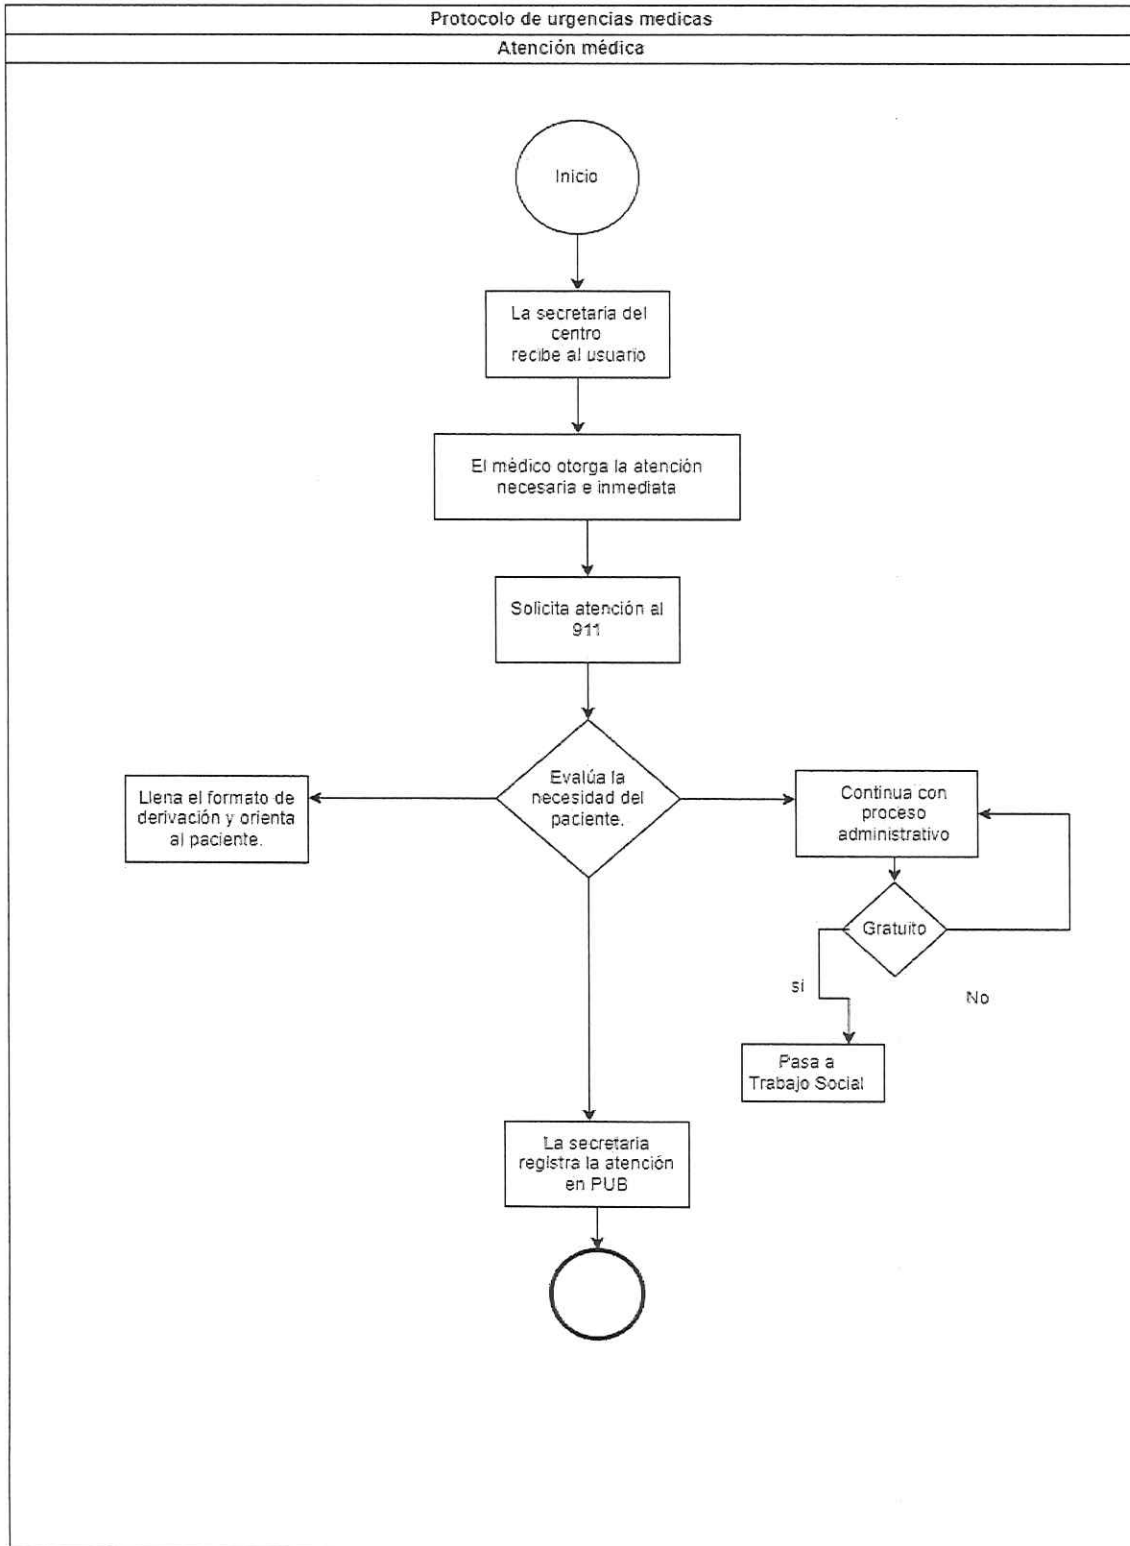 Protocolo de urgencias medicas
Atención médica
Inicio
La secretaria del
centro
recibe al usuario
El médico otorga la atención
necesaria e inmediata
Solicita atención al
911
Evalúa la
necesidad del
paciente.
Llena el formato de
derivación y orienta
al paciente.
Continua con
proceso
administrativo
Gratuito
si
No
Pasa a
Trabajo Social
La secretaria
registra la atención
en PUB